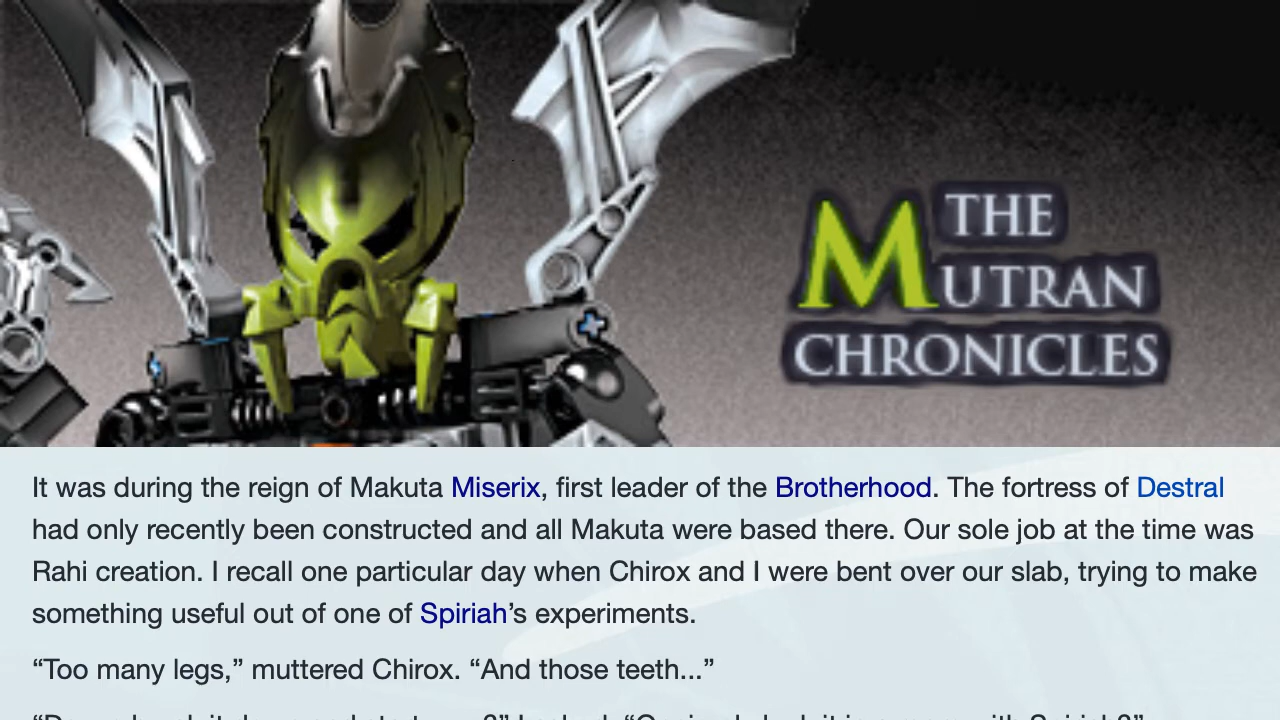 THE
MUTRAN
CHRONICLES
It was during the reign of Makuta Miserix, first leader of the Brotherhood. The fortress of Destral
had only recently been constructed and all Makuta were based there. Our sole job at the time was
Rahi creation. I recall one particular day when Chirox and I were bent over our slab, trying to make
something useful out of one of Spiriah’s experiments.
“Too many legs,” muttered Chirox. “And those teeth...”